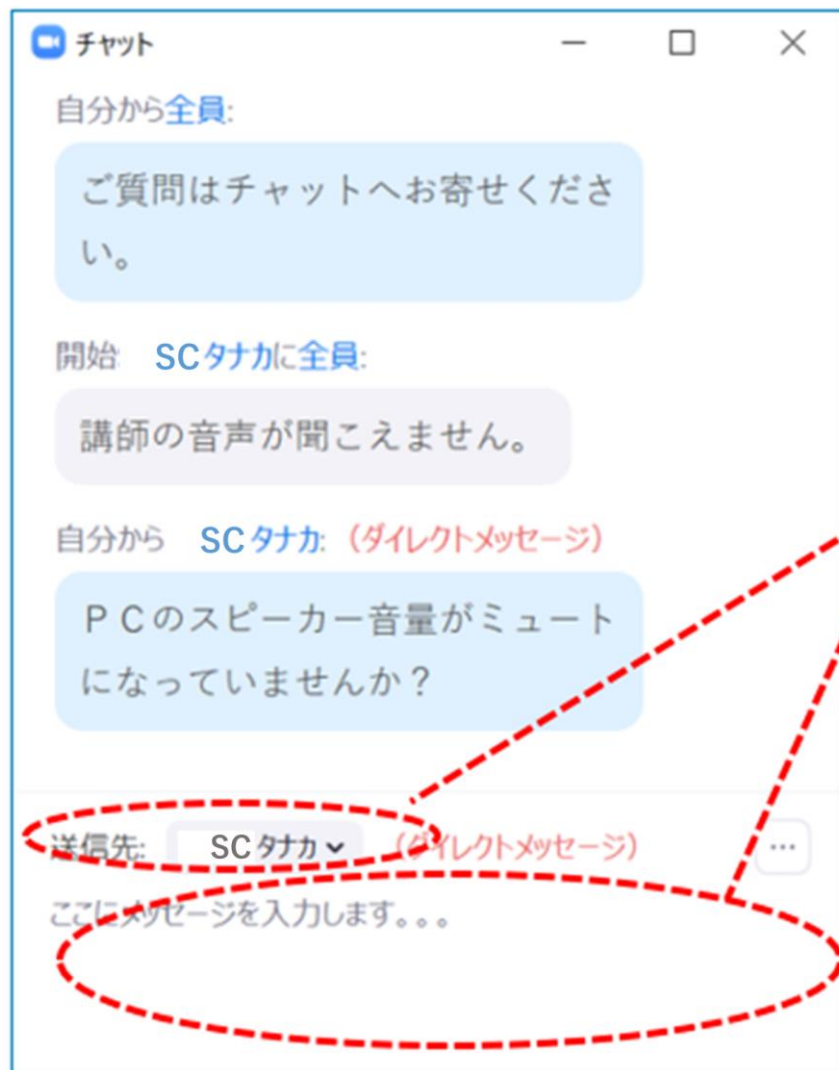 チャット
自分から全員:
ご質問はチャットへお寄せくださ
い。
開始: SCタナカに全員:
講師の音声が聞こえません。
自分から SCタナカ: (ダイレクトメッセージ)
ＰＣのスピーカー音量がミュート
になっていませんか？
送信先: SCタナカ (ダイレクトメッセージ) ...
ここにメッセージを入力します。。。